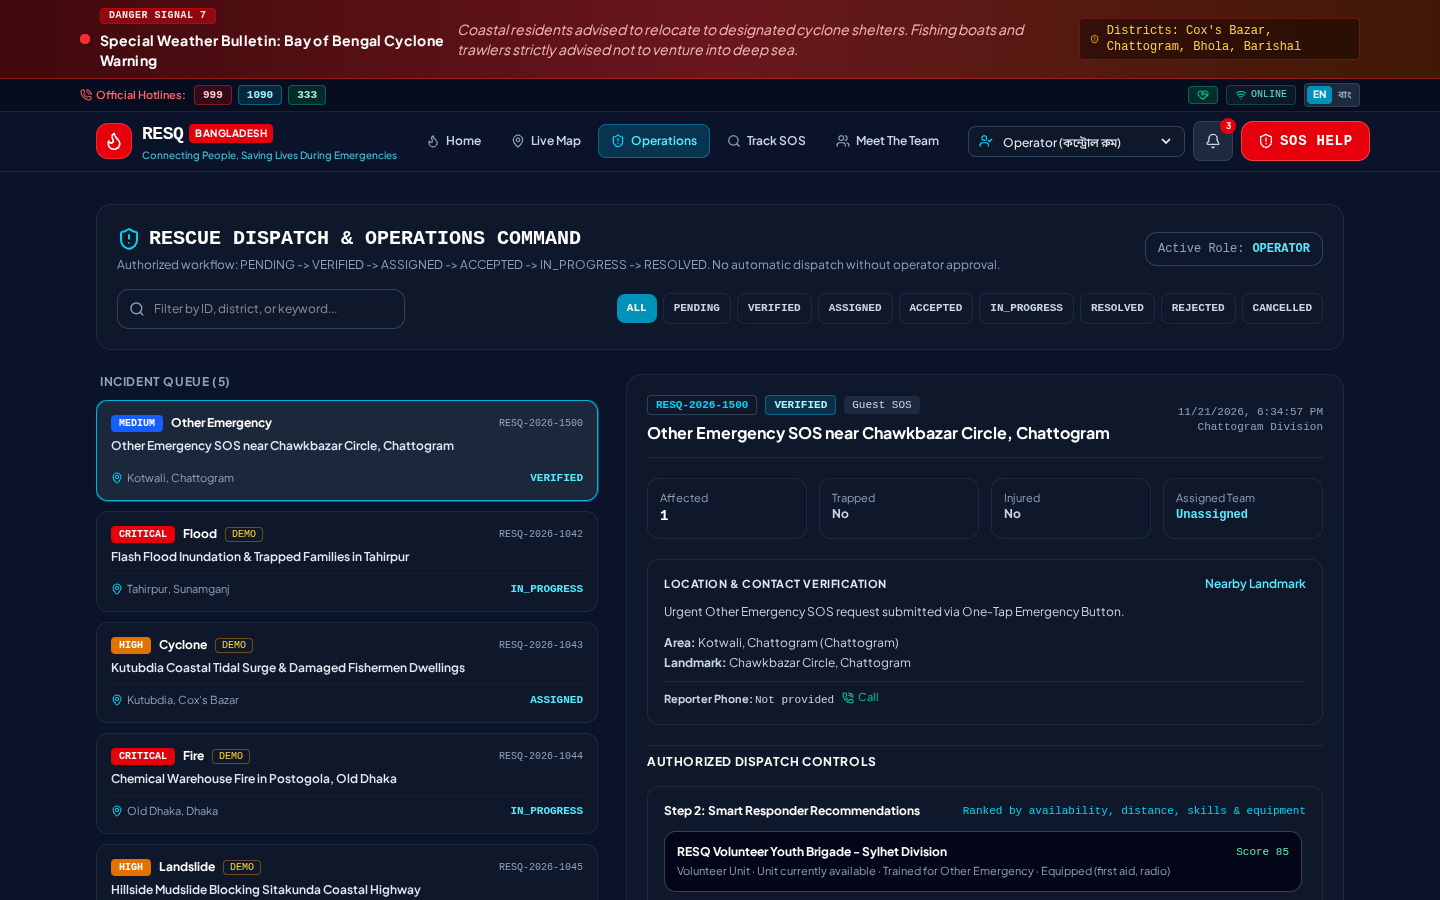 DANGER SIGNAL 7
Special Weather Bulletin: Bay of Bengal Cyclone
Warning
Coastal residents advised to relocate to designated cyclone shelters. Fishing boats and
trawlers strictly advised not to venture into deep sea.
Districts: Cox's Bazar,
Chattogram, Bhola, Barishal
Official Hotlines: 999 1090 333
ONLINE EN বাং
RESQ BANGLADESH
Connecting People, Saving Lives During Emergencies
Home Live Map Operations Track SOS Meet The Team
Operator (কন্ট্রোল রুম)
3
SOS HELP
RESCUE DISPATCH & OPERATIONS COMMAND
Authorized workflow: PENDING -> VERIFIED -> ASSIGNED -> ACCEPTED -> IN_PROGRESS -> RESOLVED. No automatic dispatch without operator approval.
Active Role: OPERATOR
Filter by ID, district, or keyword...
ALL PENDING VERIFIED ASSIGNED ACCEPTED IN_PROGRESS RESOLVED REJECTED CANCELLED
INCIDENT QUEUE (5)
MEDIUM Other Emergency RESQ-2026-1500
Other Emergency SOS near Chawkbazar Circle, Chattogram
Kotwali, Chattogram VERIFIED
CRITICAL Flood DEMO RESQ-2026-1042
Flash Flood Inundation & Trapped Families in Tahirpur
Tahirpur, Sunamganj IN_PROGRESS
HIGH Cyclone DEMO RESQ-2026-1043
Kutubdia Coastal Tidal Surge & Damaged Fishermen Dwellings
Kutubdia, Cox's Bazar ASSIGNED
CRITICAL Fire DEMO RESQ-2026-1044
Chemical Warehouse Fire in Postogola, Old Dhaka
Old Dhaka, Dhaka IN_PROGRESS
HIGH Landslide DEMO RESQ-2026-1045
Hillside Mudslide Blocking Sitakunda Coastal Highway
RESQ-2026-1500 VERIFIED Guest SOS
Other Emergency SOS near Chawkbazar Circle, Chattogram
11/21/2026, 6:34:57 PM
Chattogram Division
Affected
1
Trapped
No
Injured
No
Assigned Team
Unassigned
LOCATION & CONTACT VERIFICATION Nearby Landmark
Urgent Other Emergency SOS request submitted via One-Tap Emergency Button.
Area: Kotwali, Chattogram (Chattogram)
Landmark: Chawkbazar Circle, Chattogram
Reporter Phone: Not provided Call
AUTHORIZED DISPATCH CONTROLS
Step 2: Smart Responder Recommendations Ranked by availability, distance, skills & equipment
RESQ Volunteer Youth Brigade - Sylhet Division Score 85
Volunteer Unit · Unit currently available · Trained for Other Emergency · Equipped (first aid, radio)